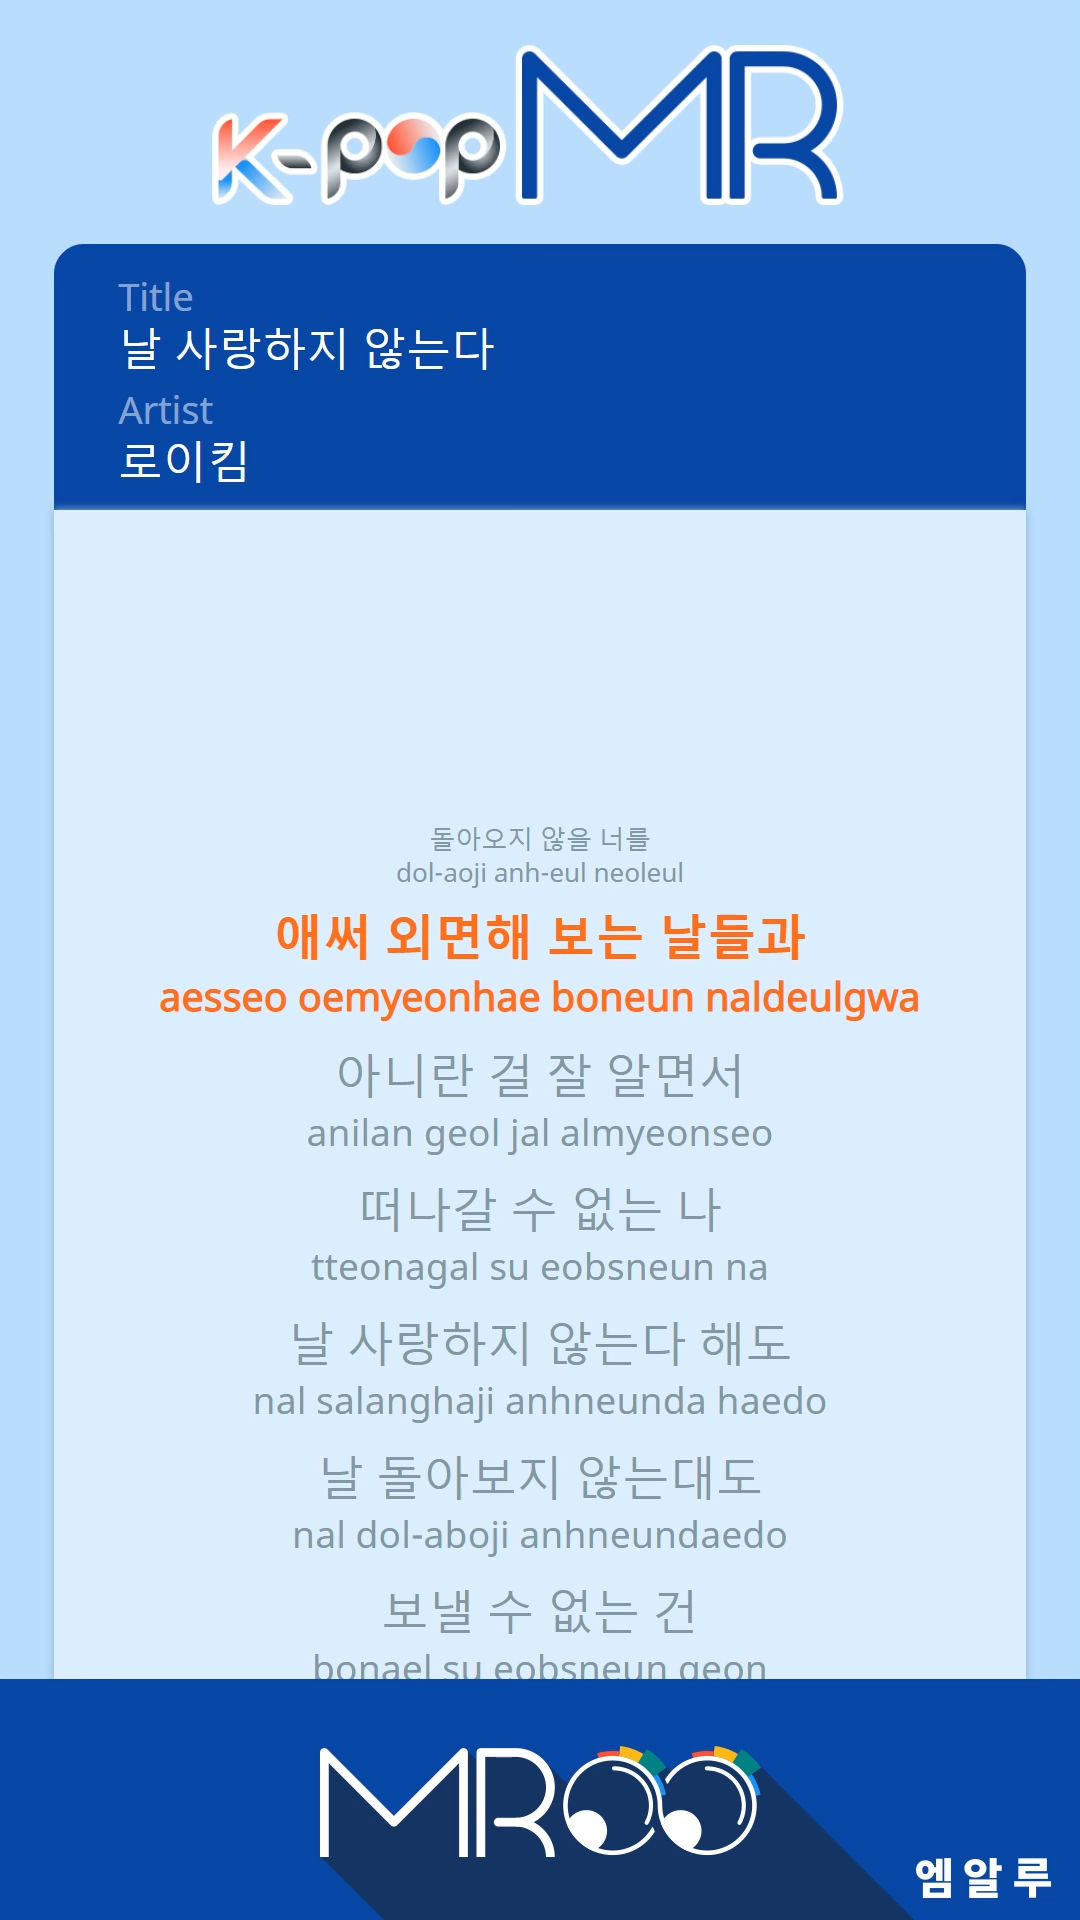 K-pop MR
Title
날 사랑하지 않는다
Artist
로이킴
돌아오지 않을 너를
dol-aoji anh-eul neoleul
애써 외면해 보는 날들과
aesseo oemyeonhae boneun naldeulgwa
아니란 걸 잘 알면서
anilan geol jal almyeonseo
떠나갈 수 없는 나
tteonagal su eobsneun na
날 사랑하지 않는다 해도
nal salanghaji anhneunda haedo
날 돌아보지 않는대도
nal dol-aboji anhneundaedo
보낼 수 없는 건
bonael su eobsneun geon
MROO
엠알루